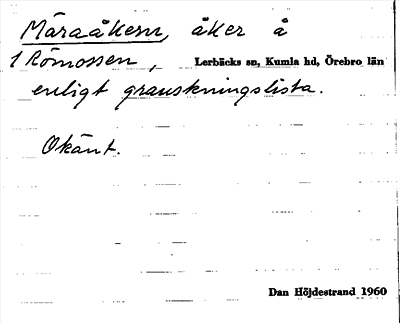 Måraåkern, åker å
1 Römossen, Lerbäcks sn, Kumla hd, Örebro län
enligt granskningslista.
Okänt.
Dan Höjdestrand 1960